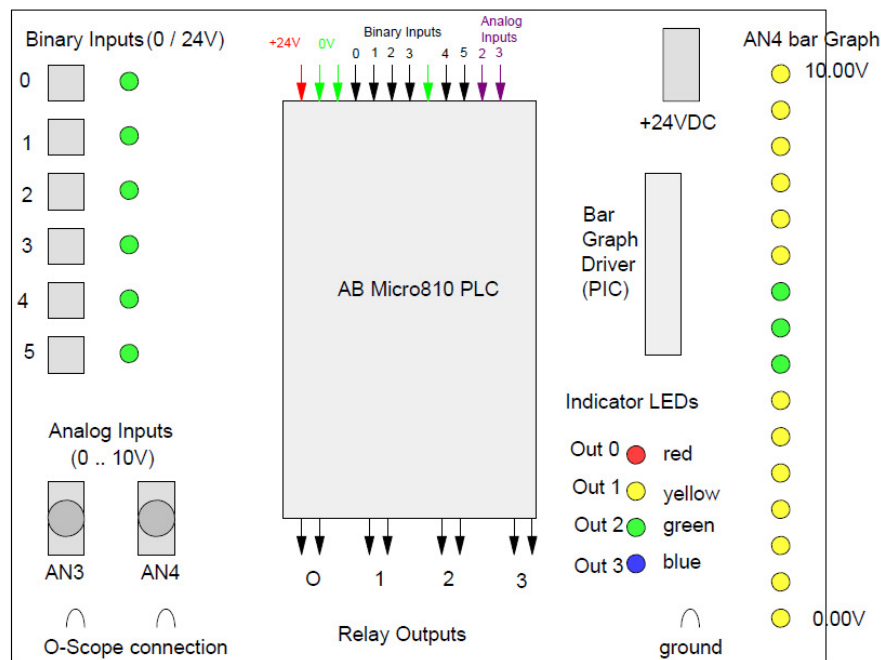 Binary Inputs (0 / 24V)
0
1
2
3
4
5
Analog Inputs
(0 .. 10V)
AN3 AN4
O-Scope connection
+24V 0V
Binary Inputs
0 1 2 3 4 5
Analog
Inputs
2 3
AB Micro810 PLC
O 1 2 3
Relay Outputs
+24VDC
Bar
Graph
Driver
(PIC)
Indicator LEDs
Out 0 red
Out 1 yellow
Out 2 green
Out 3 blue
ground
AN4 bar Graph
10.00V
0.00V